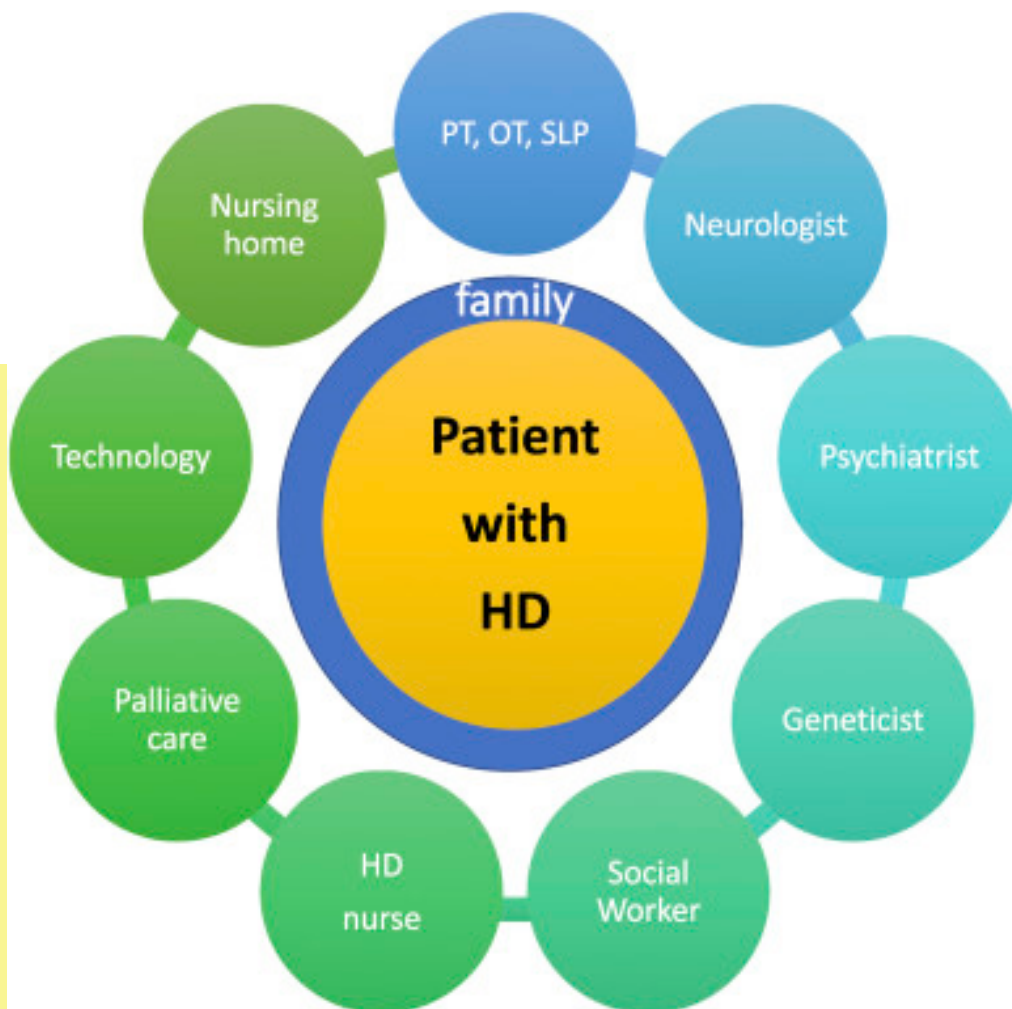 PT, OT, SLP
Neurologist
Psychiatrist
Geneticist
Social
Worker
HD
nurse
Palliative
care
Technology
Nursing
home
family
Patient
with
HD